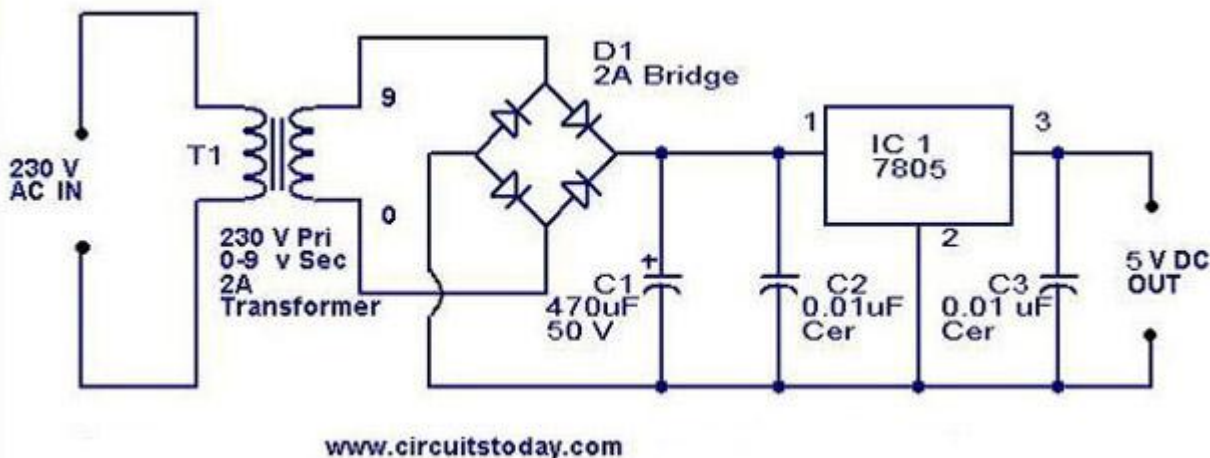 D1
2A Bridge
9
1
IC 1
7805
3
T1
230 V
AC IN
0
2
230 V Pri
0-9 v Sec
2A
Transformer
+
C1
470uF
50 V
C2
0.01uF
Cer
C3
0.01 uF
Cer
5 V DC
OUT
www.circuitstoday.com